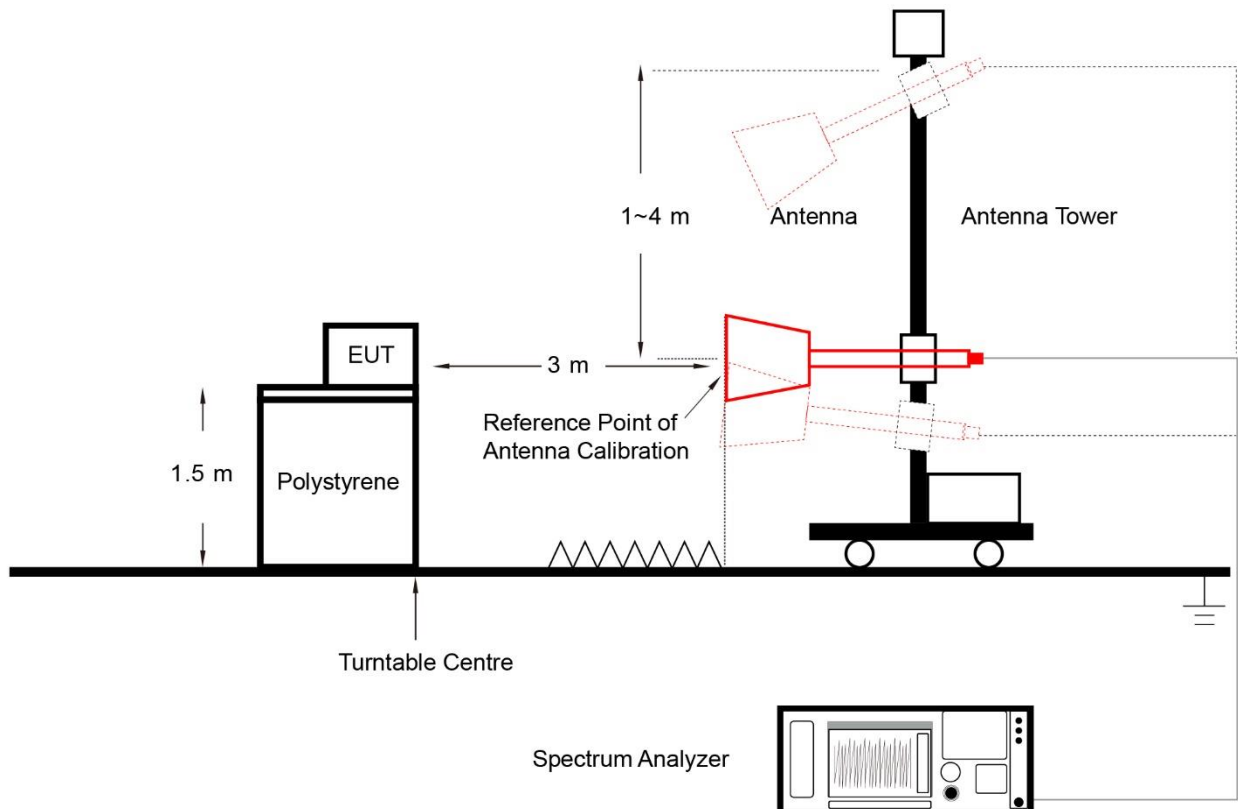 1~4 m
Antenna
Antenna Tower
EUT
3 m
Reference Point of
Antenna Calibration
1.5 m
Polystyrene
Turntable Centre
Spectrum Analyzer